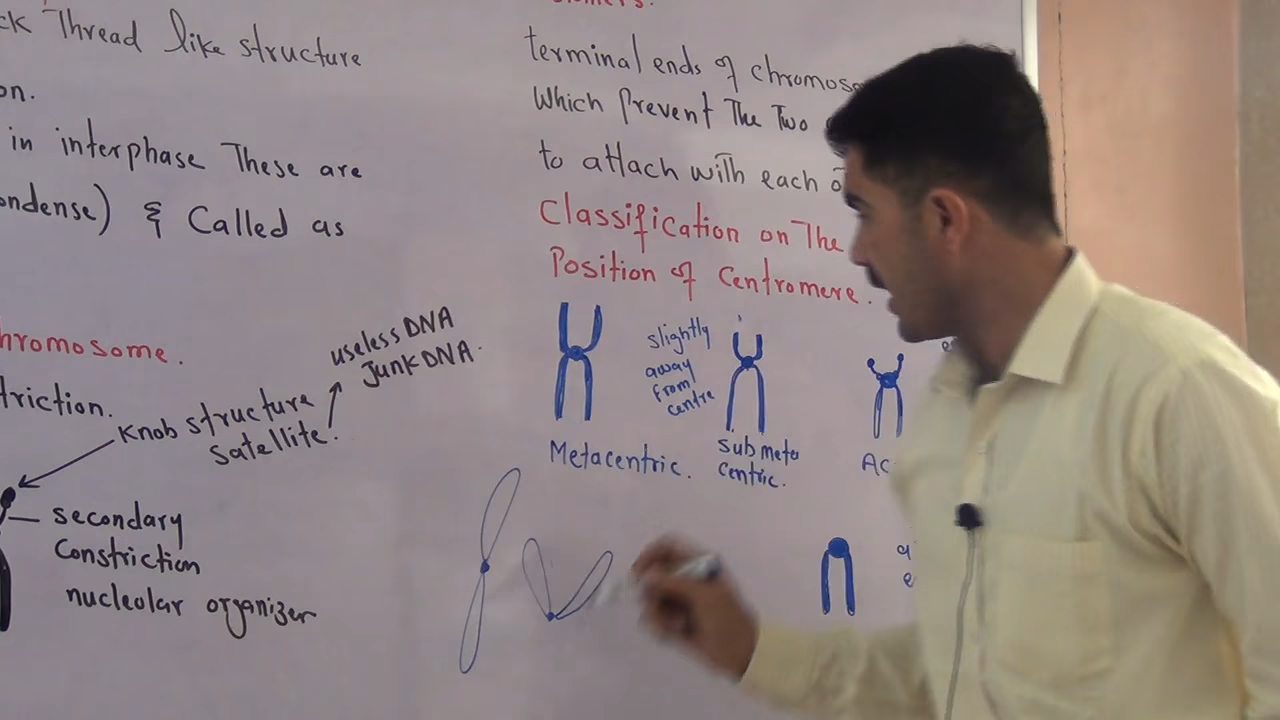 Thread like structure
on.
in interphase These are
ondense) & Called as
hromosome.
triction.
Knob structure
satellite.
useless DNA
Junk DNA.
secondary
Constriction
nucleolar organizer
terminal ends of chromoso
Which Prevent The Two
to attach with each o
Classification on The
Position of Centromere.
slightly
away
from
centre
Metacentric.
Sub meta
Centric.
Ac